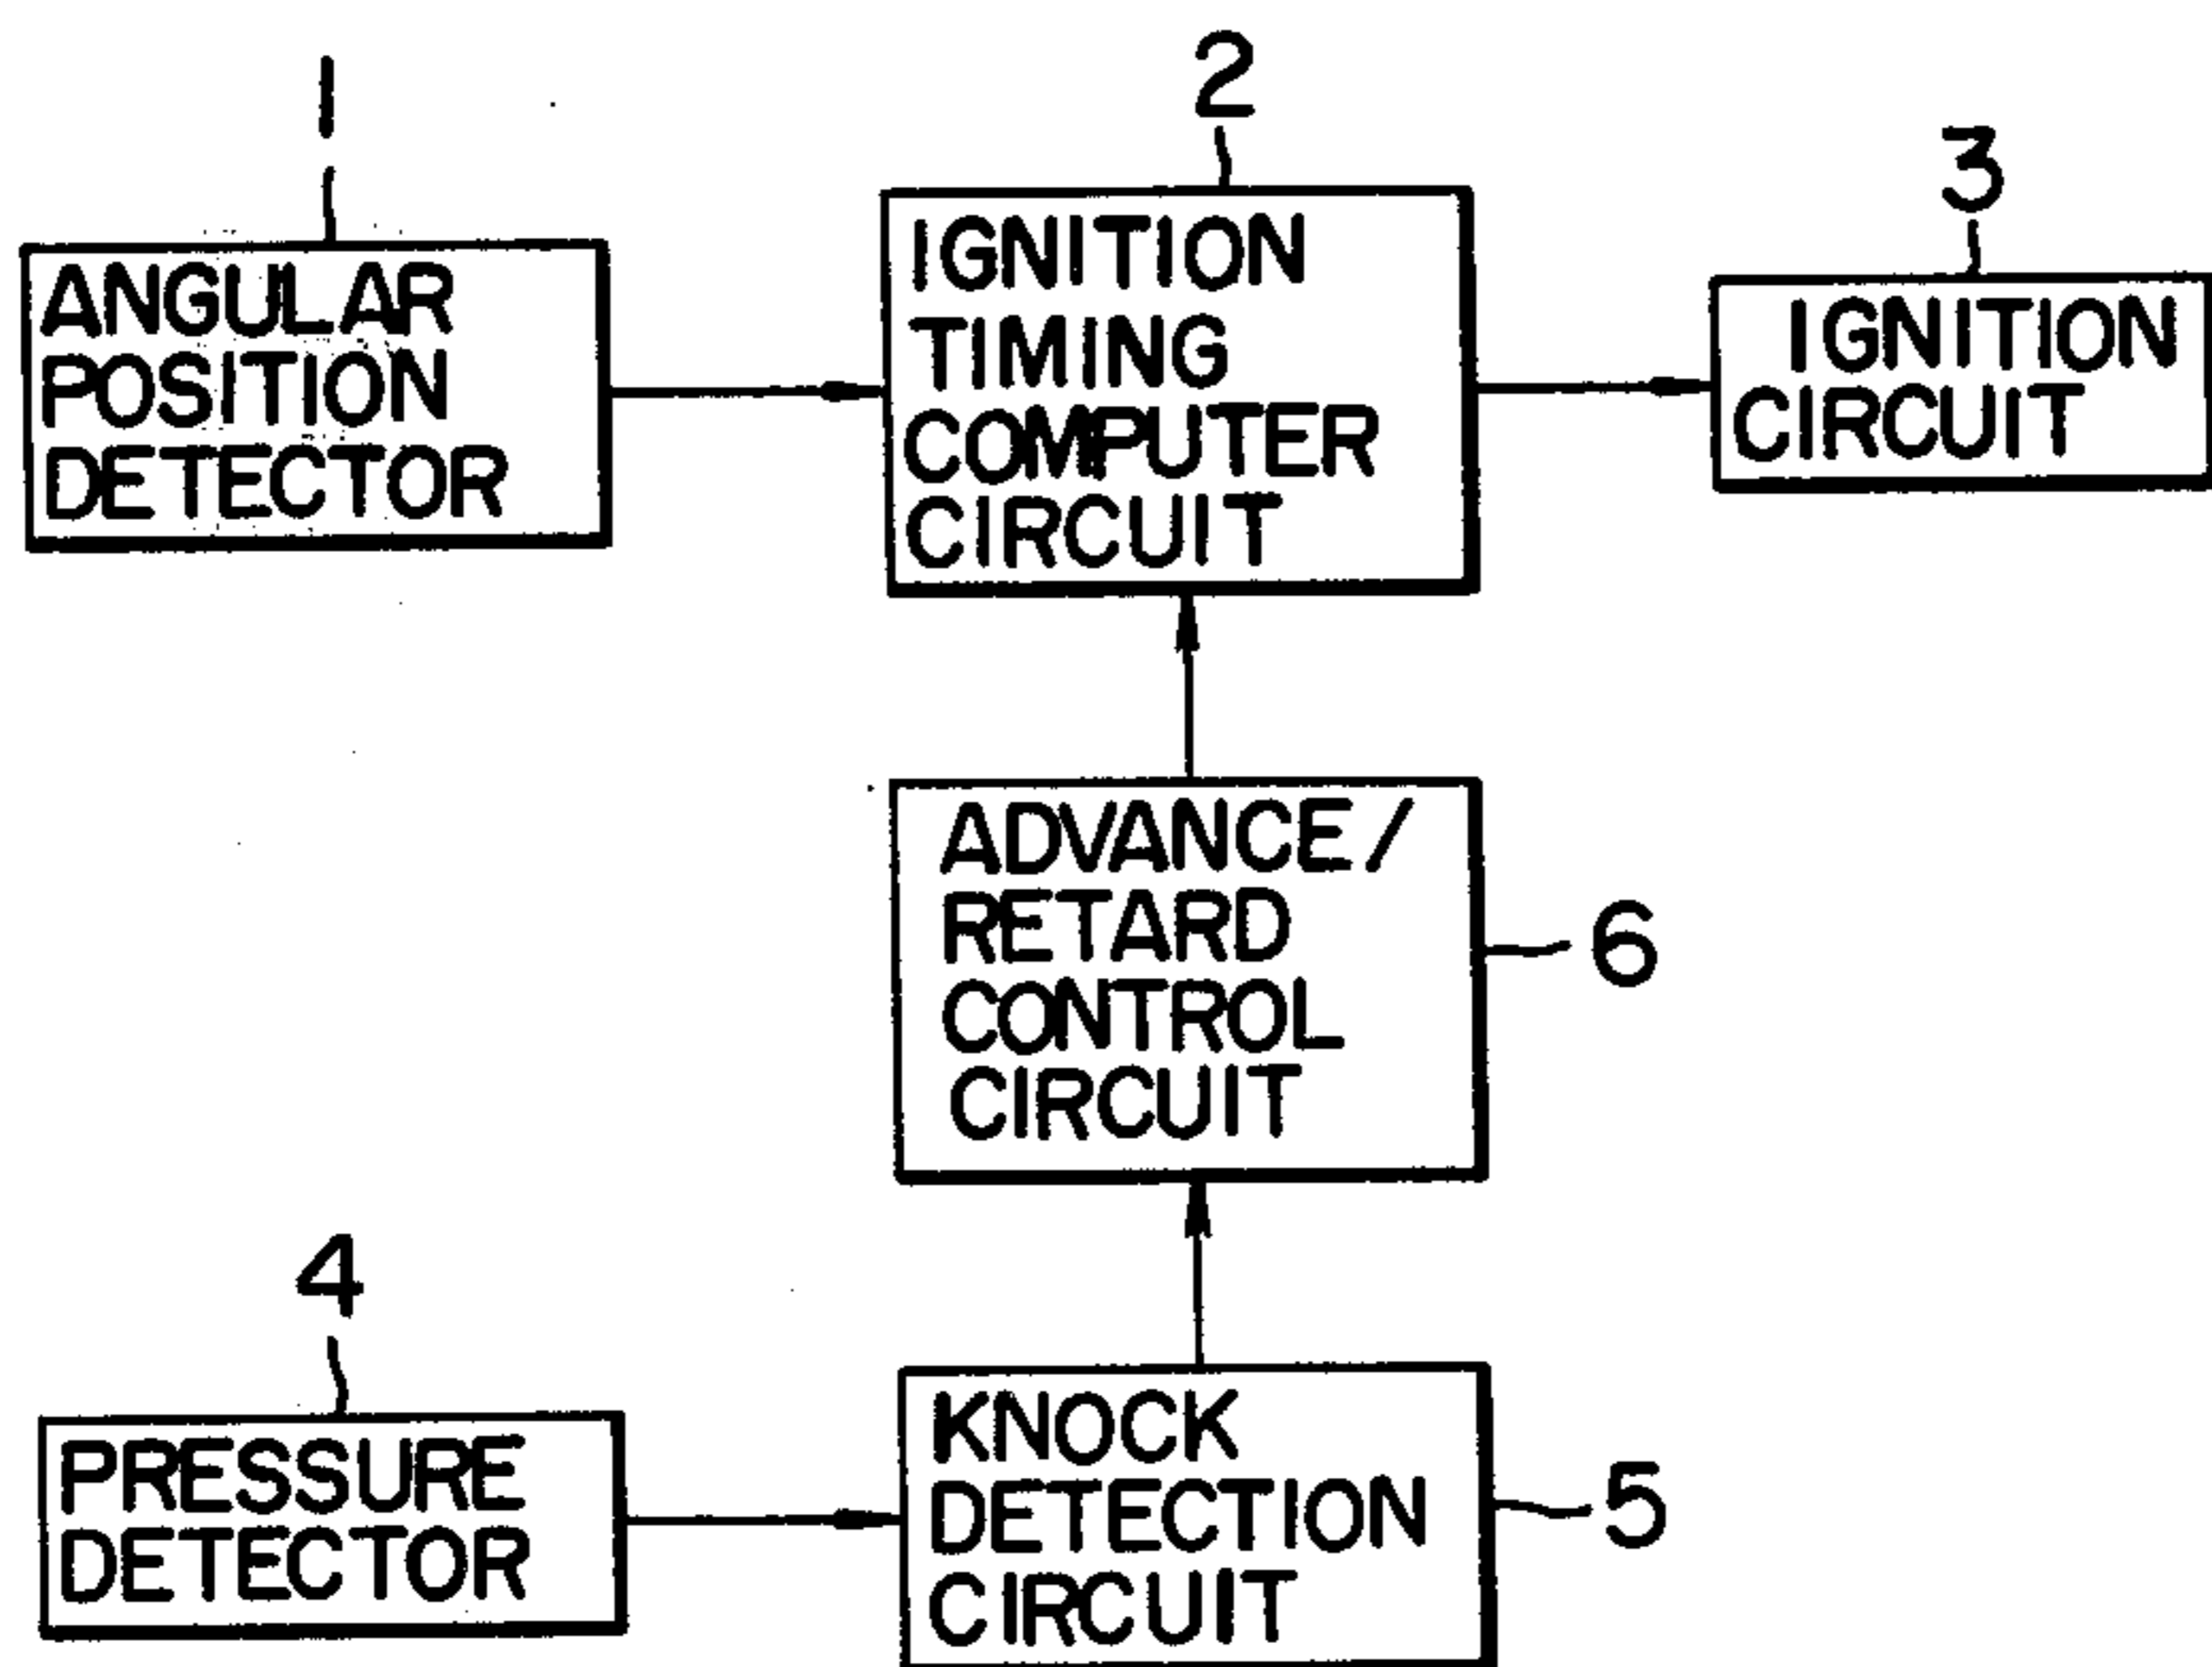 1
ANGULAR
POSITION
DETECTOR
2
IGNITION
TIMING
COMPUTER
CIRCUIT
3
IGNITION
CIRCUIT
ADVANCE/
RETARD
CONTROL
CIRCUIT
6
4
PRESSURE
DETECTOR
KNOCK
DETECTION
CIRCUIT
5